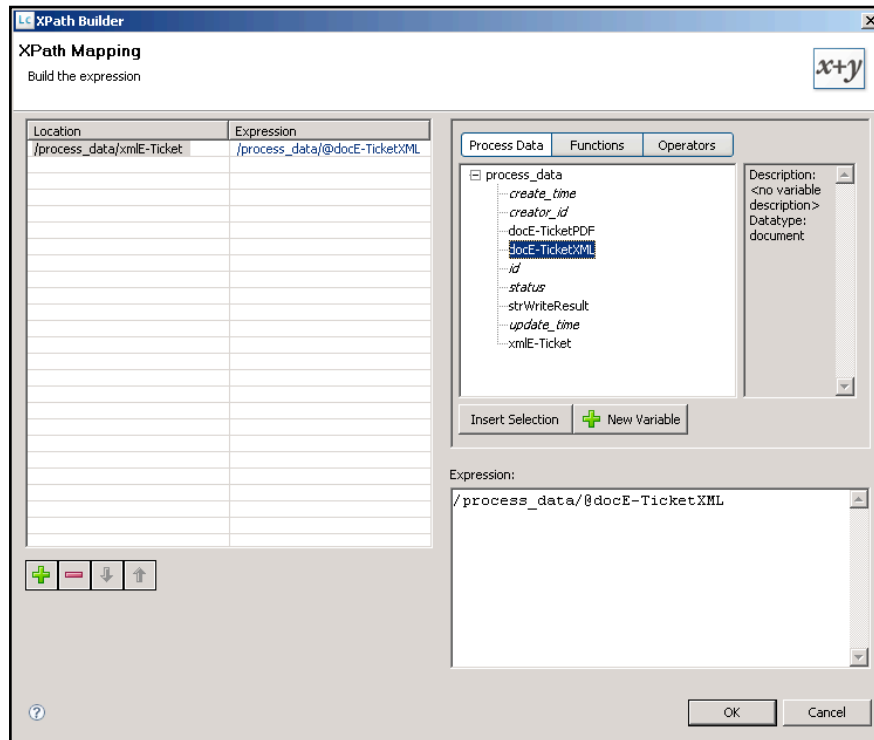 Lc XPath Builder
XPath Mapping
Build the expression
x+y
Location Expression
/process_data/xmlE-Ticket /process_data/@docE-TicketXML
Process Data Functions Operators
process_data
create_time
creator_id
docE-TicketPDF
docE-TicketXML
id
status
strWriteResult
update_time
xmlE-Ticket
Description:
<no variable
description>
Datatype:
document
Insert Selection New Variable
Expression:
/process_data/@docE-TicketXML
?
OK Cancel